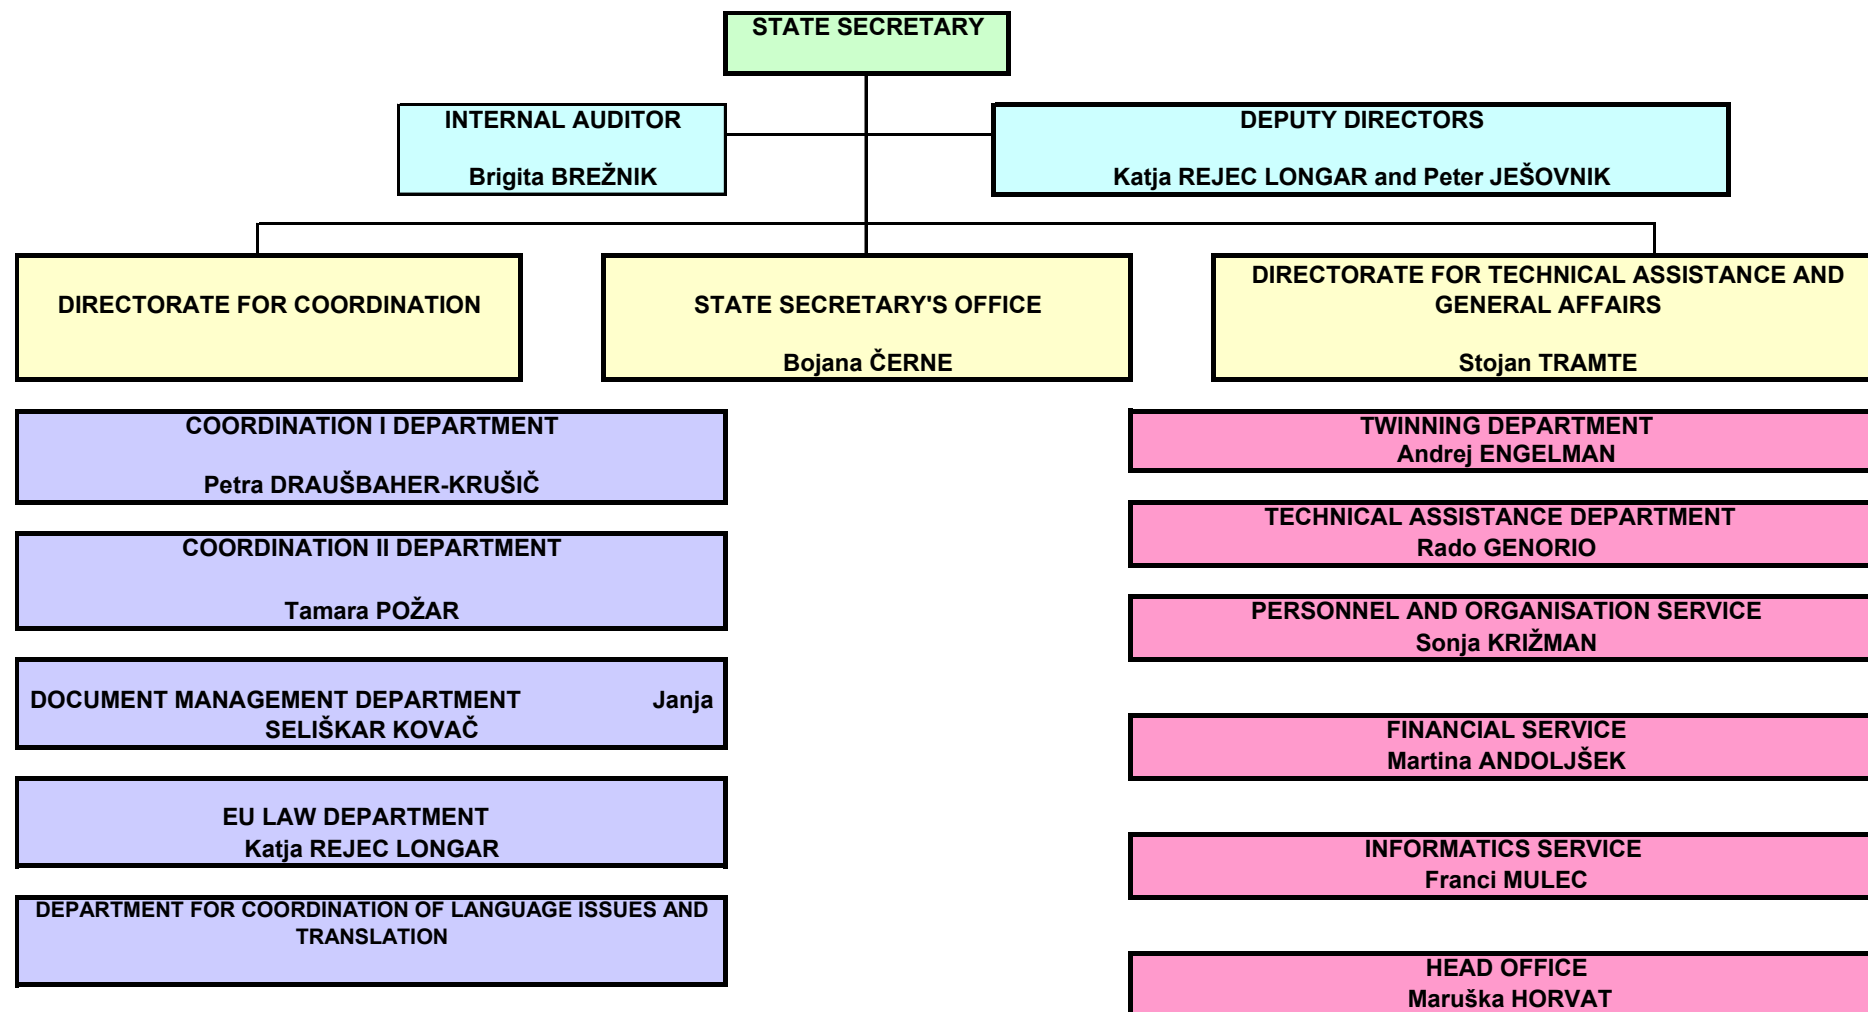 STATE SECRETARY
INTERNAL AUDITOR
Brigita BREŽNIK
DEPUTY DIRECTORS
Katja REJEC LONGAR and Peter JEŠOVNIK
DIRECTORATE FOR COORDINATION
STATE SECRETARY'S OFFICE
Bojana ČERNE
DIRECTORATE FOR TECHNICAL ASSISTANCE AND
GENERAL AFFAIRS
Stojan TRAMTE
COORDINATION I DEPARTMENT
Petra DRAUŠBAHER-KRUŠIČ
COORDINATION II DEPARTMENT
Tamara POŽAR
DOCUMENT MANAGEMENT DEPARTMENT Janja
SELIŠKAR KOVAČ
EU LAW DEPARTMENT
Katja REJEC LONGAR
DEPARTMENT FOR COORDINATION OF LANGUAGE ISSUES AND
TRANSLATION
TWINNING DEPARTMENT
Andrej ENGELMAN
TECHNICAL ASSISTANCE DEPARTMENT
Rado GENORIO
PERSONNEL AND ORGANISATION SERVICE
Sonja KRIŽMAN
FINANCIAL SERVICE
Martina ANDOLJŠEK
INFORMATICS SERVICE
Franci MULEC
HEAD OFFICE
Maruška HORVAT